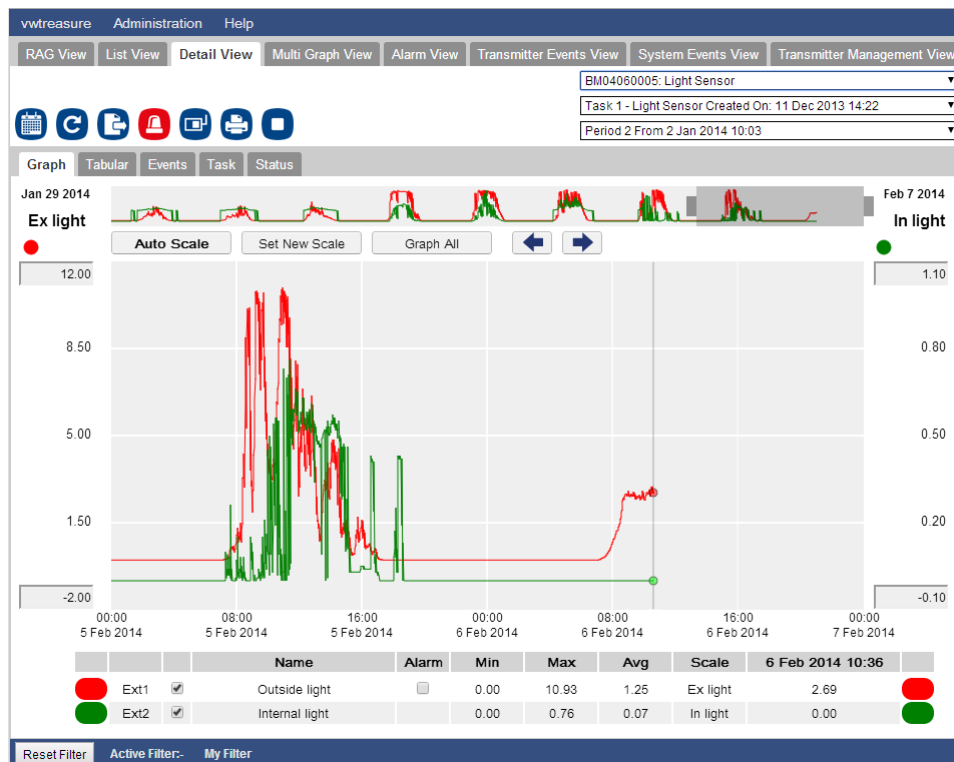 vwtreasure Administration Help
RAG View List View Detail View Multi Graph View Alarm View Transmitter Events View System Events View Transmitter Management View
BM04060005: Light Sensor
Task 1 - Light Sensor Created On: 11 Dec 2013 14:22
Period 2 From 2 Jan 2014 10:03
Graph Tabular Events Task Status
Jan 29 2014 Feb 7 2014
Ex light In light
Auto Scale Set New Scale Graph All
12.00 1.10
8.50 0.80
5.00 0.50
1.50 0.20
-2.00 -0.10
00:00 08:00 16:00 00:00 08:00 16:00 00:00
5 Feb 2014 5 Feb 2014 5 Feb 2014 6 Feb 2014 6 Feb 2014 6 Feb 2014 7 Feb 2014
Name Alarm Min Max Avg Scale 6 Feb 2014 10:36
Ext1 Outside light 0.00 10.93 1.25 Ex light 2.69
Ext2 Internal light 0.00 0.76 0.07 In light 0.00
Reset Filter Active Filter:- My Filter